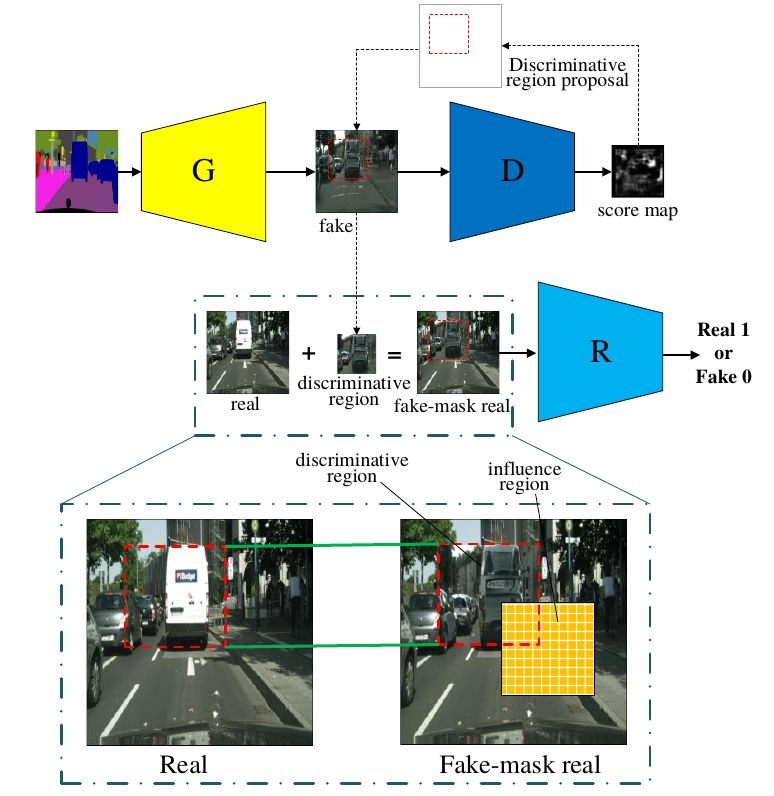 Discriminative
region proposal
G
D
fake
score map
R
Real 1
or
Fake 0
+
=
real
discriminative
region
fake-mask real
discriminative
region
influence
region
Budget
Real
Fake-mask real